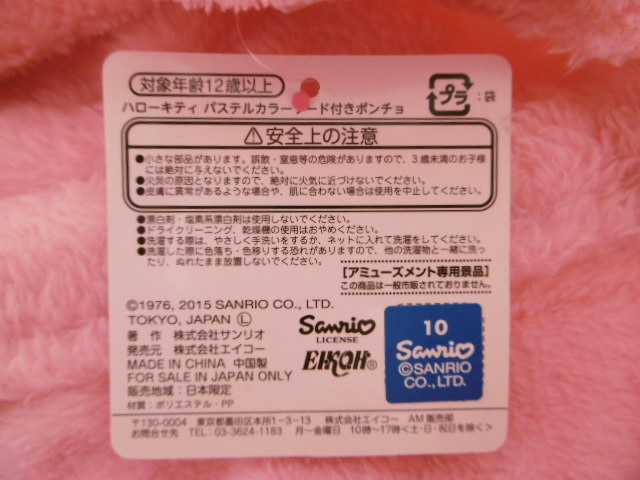 対象年齢12歳以上
プラ :袋
ハローキティ パステルカラーフード付きポンチョ
⚠安全上の注意
●小さな部品があります。誤飲・窒息等の危険がありますので、3歳未満のお子様
には絶対に与えないでください。
●火災の原因となりますので、絶対に火気に近づけないでください。
●皮膚に異常があるような場合や、肌に合わない場合は使用を中止してください。
●漂白剤・塩素系漂白剤は使用しないでください。
●ドライクリーニング、乾燥機の使用はおやめください。
●洗濯する際は、やさしく手洗いをするか、ネットに入れて洗濯をしてください。
●洗濯した際に色落ち・色移りする恐れがありますので、他の洗濯物と一緒に洗っ
たり、ぬれたまま放置しないでください。
【アミューズメント専用景品】
この商品は一般市販されておりません。
©1976, 2015 SANRIO CO., LTD.
TOKYO, JAPAN Ⓛ
著 作 株式会社サンリオ
発売元 株式会社エイコー
MADE IN CHINA 中国製
FOR SALE IN JAPAN ONLY
販売地域:日本限定
材質:ポリエステル・PP
Sanrio
LICENSE
EIKOH®
10
Sanrio
©SANRIO
CO., LTD.
〒130-0004 東京都墨田区本所1-3-13 株式会社エイコー AM販売部
お問合せ先 TEL.03-3624-1183 月〜金曜日 10時〜17時<土・日・祝日を除く>